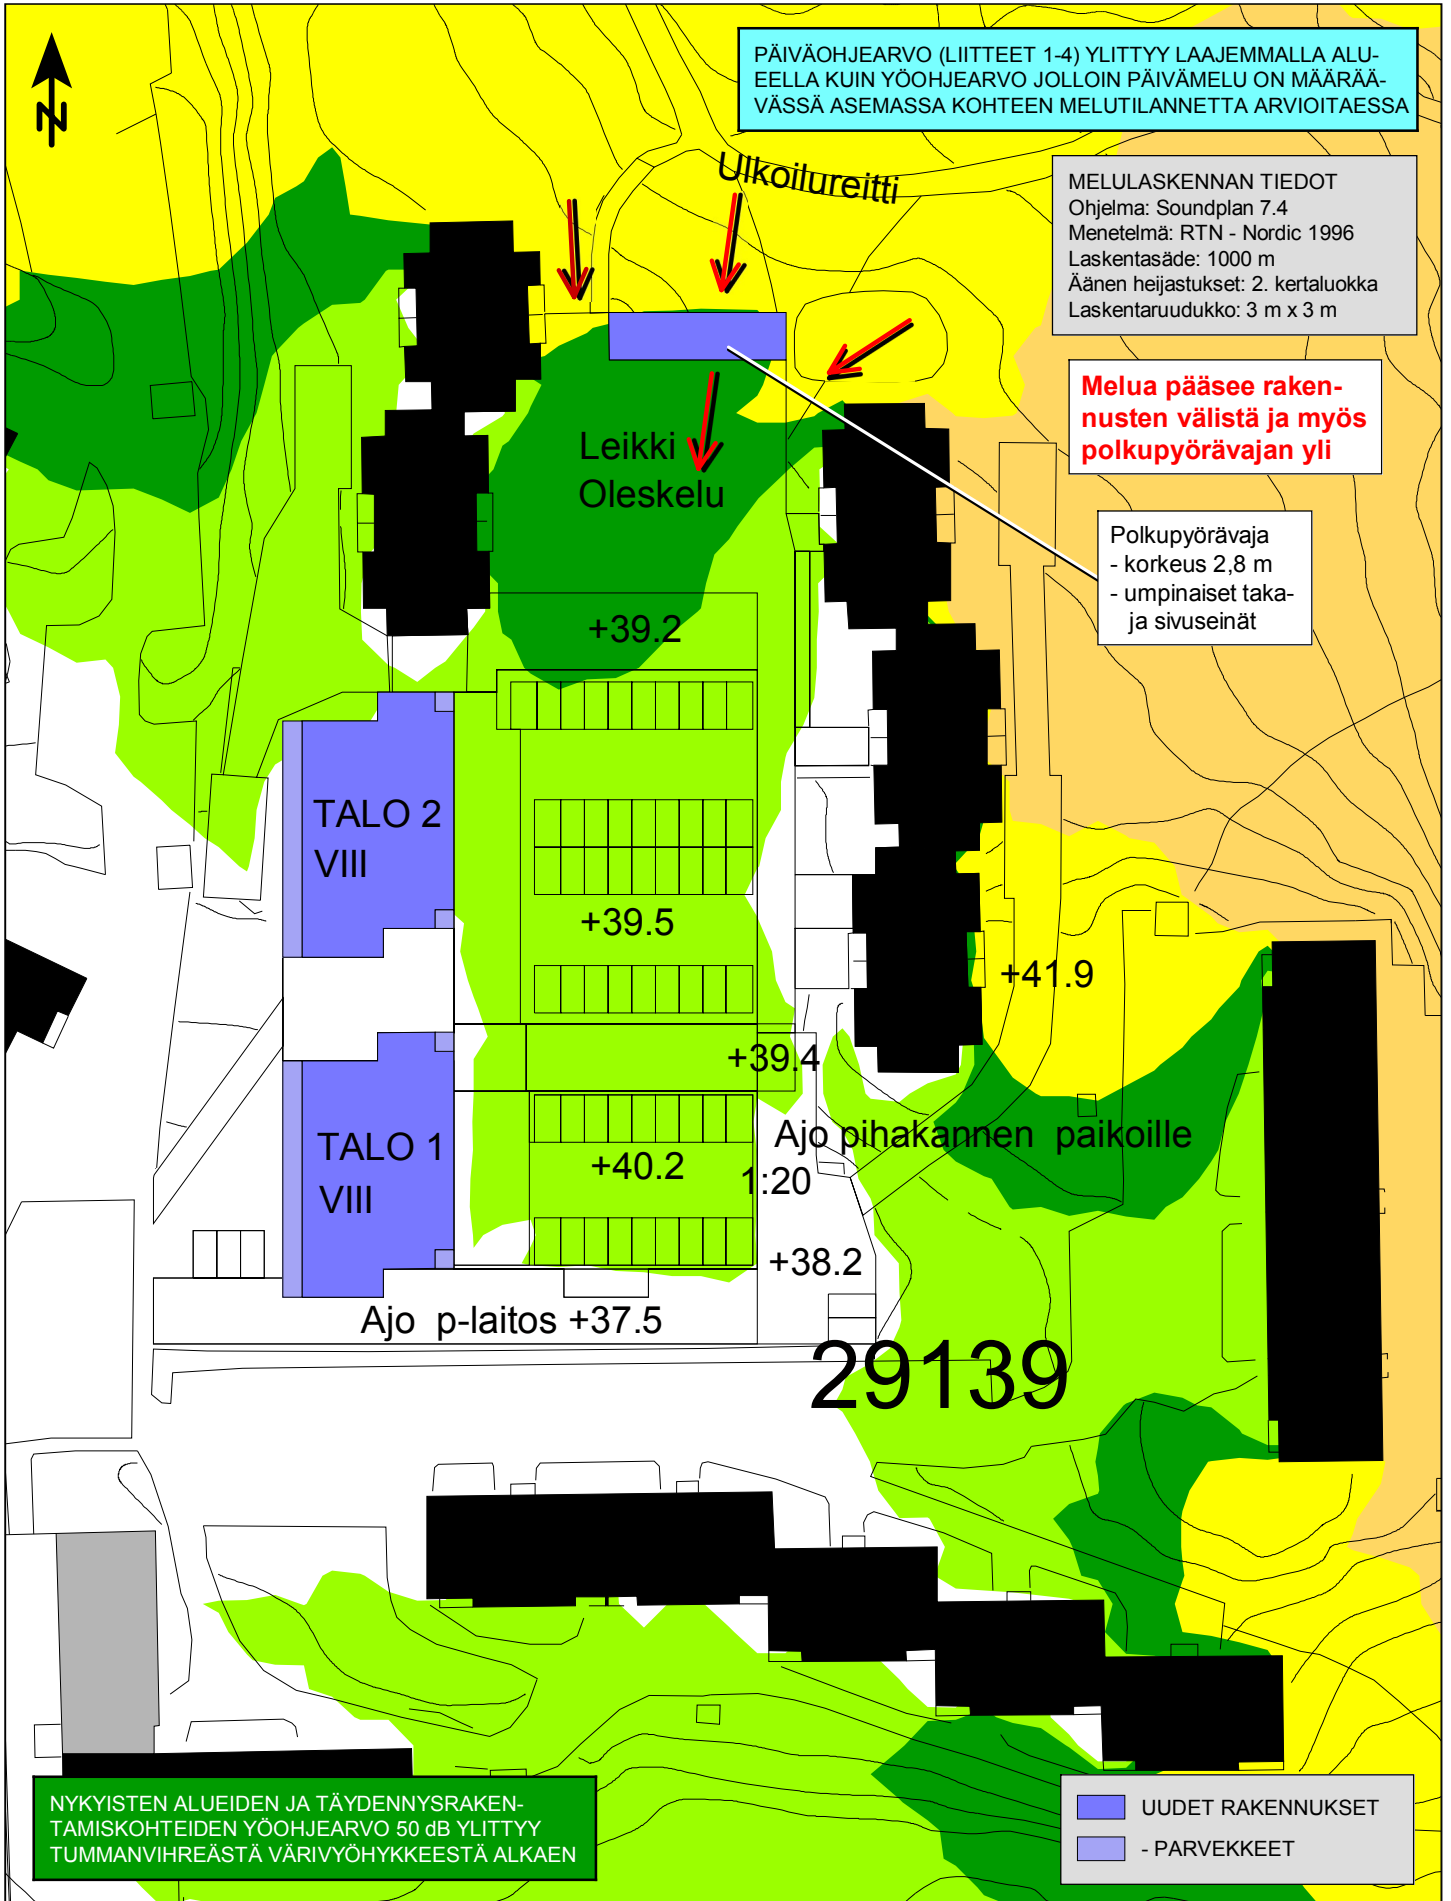 N
PÄIVÄOHJEARVO (LIITTEET 1-4) YLITTYY LAAJEMMALLA ALU-
EELLA KUIN YÖOHJEARVO JOLLOIN PÄIVÄMELU ON MÄÄRÄÄ-
VÄSSÄ ASEMASSA KOHTEEN MELUTILANNETTA ARVIOITAESSA
Ulkoilureitti
MELULASKENNAN TIEDOT
Ohjelma: Soundplan 7.4
Menetelmä: RTN - Nordic 1996
Laskentasäde: 1000 m
Äänen heijastukset: 2. kertaluokka
Laskentaruudukko: 3 m x 3 m
Melua pääsee raken-
nusten välistä ja myös
polkupyörävajan yli
Leikki
Oleskelu
Polkupyörävaja
- korkeus 2,8 m
- umpinaiset taka-
ja sivuseinät
+39.2
TALO 2
VIII
+39.5
+41.9
+39.4
TALO 1
VIII
Ajo pihakannen paikoille
+40.2
1:20
+38.2
Ajo p-laitos +37.5
29139
NYKYISTEN ALUEIDEN JA TÄYDENNYSRAKEN-
TAMISKOHTEIDEN YÖOHJEARVO 50 dB YLITTYY
TUMMANVIHREÄSTÄ VÄRIVYÖHYKKEESTÄ ALKAEN
UUDET RAKENNUKSET
- PARVEKKEET